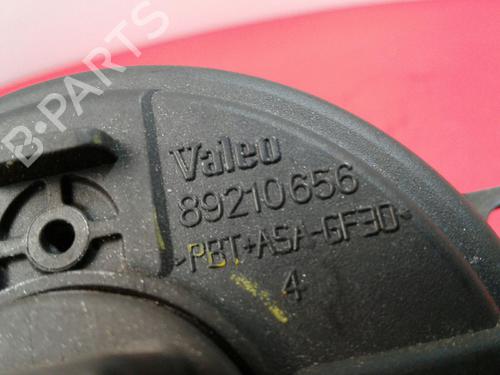 B-PARTS
Valeo
89210656
>PBT+ASA-GF30<
4